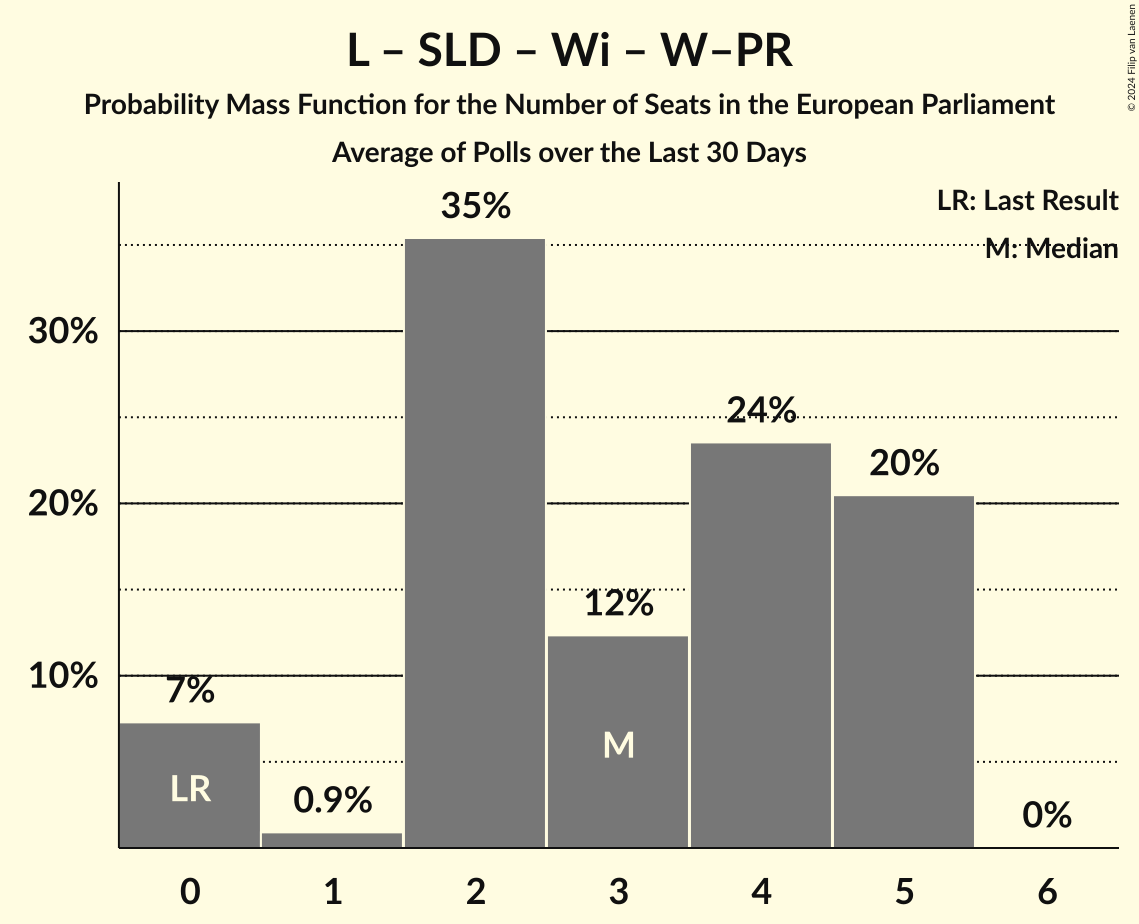 L – SLD – Wi – W–PR
Probability Mass Function for the Number of Seats in the European Parliament
Average of Polls over the Last 30 Days
© 2024 Filip van Laenen
LR: Last Result
M: Median
35%
30%
24%
20%
20%
12%
10%
7%
M
LR
0.9%
0%
0 1 2 3 4 5 6